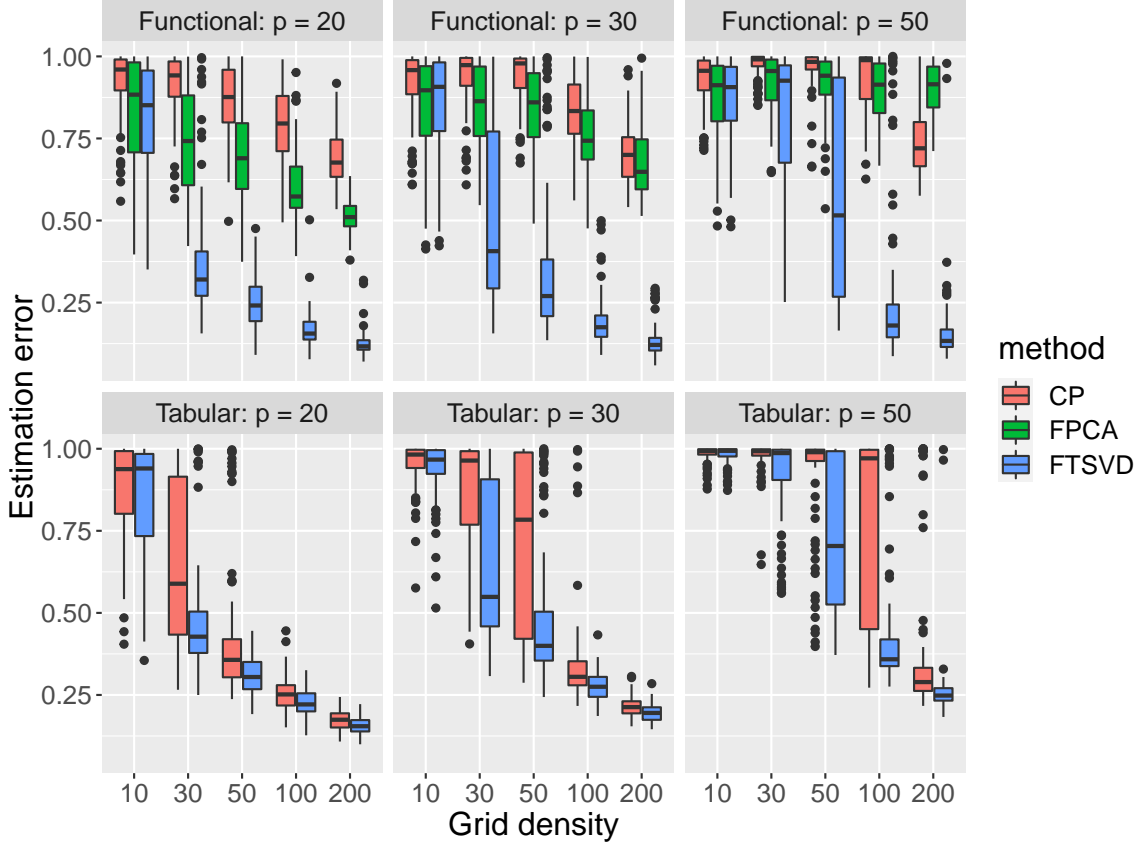 Functional: p = 20
Functional: p = 30
Functional: p = 50
1.00
0.75
0.50
0.25
Tabular: p = 20
Tabular: p = 30
Tabular: p = 50
1.00
0.75
0.50
0.25
10 30 50 100 200
10 30 50 100 200
10 30 50 100 200
Grid density
Estimation error
method
CP
FPCA
FTSVD